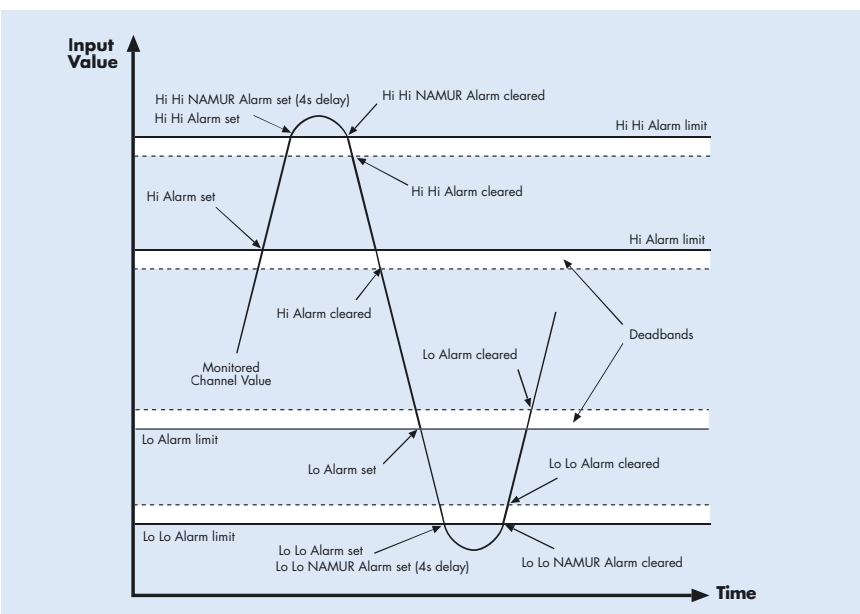 Input
Value
Hi Hi NAMUR Alarm set (4s delay)
Hi Hi Alarm set
Hi Hi NAMUR Alarm cleared
Hi Hi Alarm limit
Hi Hi Alarm cleared
Hi Alarm set
Hi Alarm limit
Hi Alarm cleared
Deadbands
Lo Alarm cleared
Monitored
Channel Value
Lo Alarm limit
Lo Alarm set
Lo Lo Alarm cleared
Lo Lo Alarm limit
Lo Lo Alarm set
Lo Lo NAMUR Alarm set (4s delay)
Lo Lo NAMUR Alarm cleared
Time